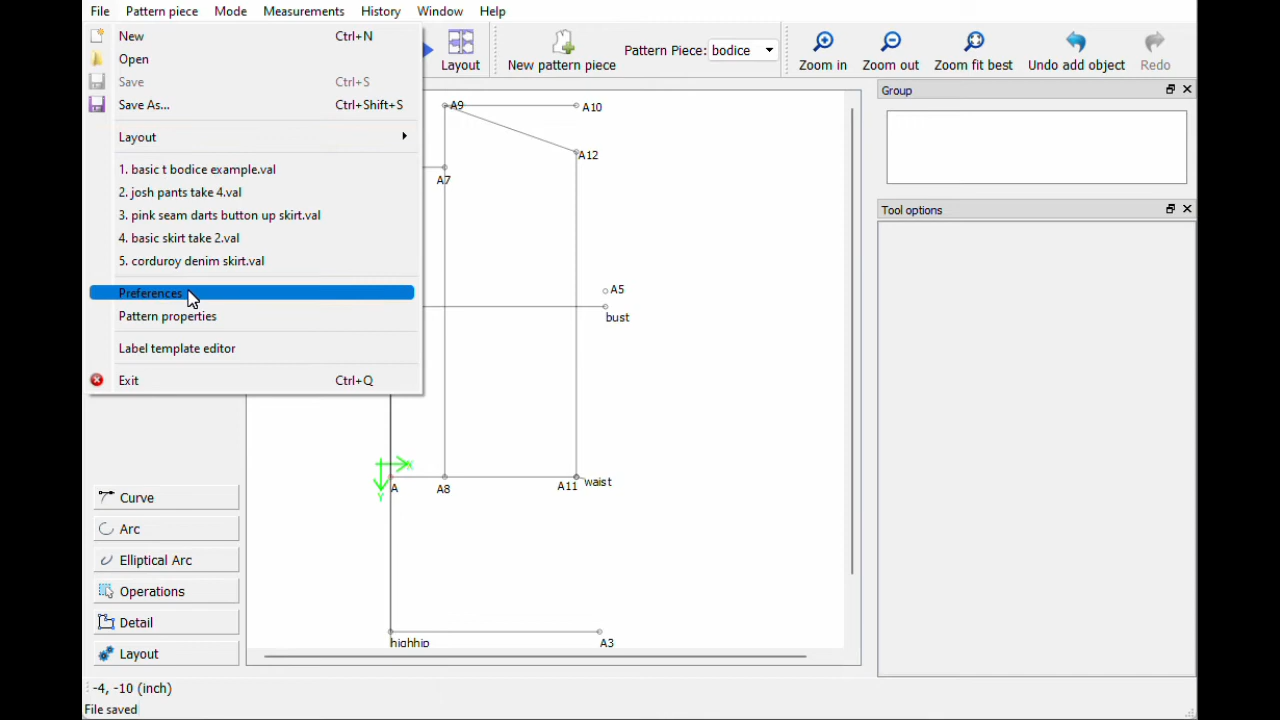 File Pattern piece Mode Measurements History Window Help
New Ctrl+N
Open
Save Ctrl+S
Save As... Ctrl+Shift+S
Layout
1. basic t bodice example.val
2. josh pants take 4.val
3. pink seam darts button up skirt.val
4. basic skirt take 2.val
5. corduroy denim skirt.val
Preferences
Pattern properties
Label template editor
Exit Ctrl+Q
Layout New pattern piece Pattern Piece: bodice Zoom in Zoom out Zoom fit best Undo add object Redo
Group
Tool options
A9 A10
A12
A7
A5
bust
X
Y
A A8 A11 waist
highhip A3
Curve
Arc
Elliptical Arc
Operations
Detail
Layout
-4, -10 (inch)
File saved